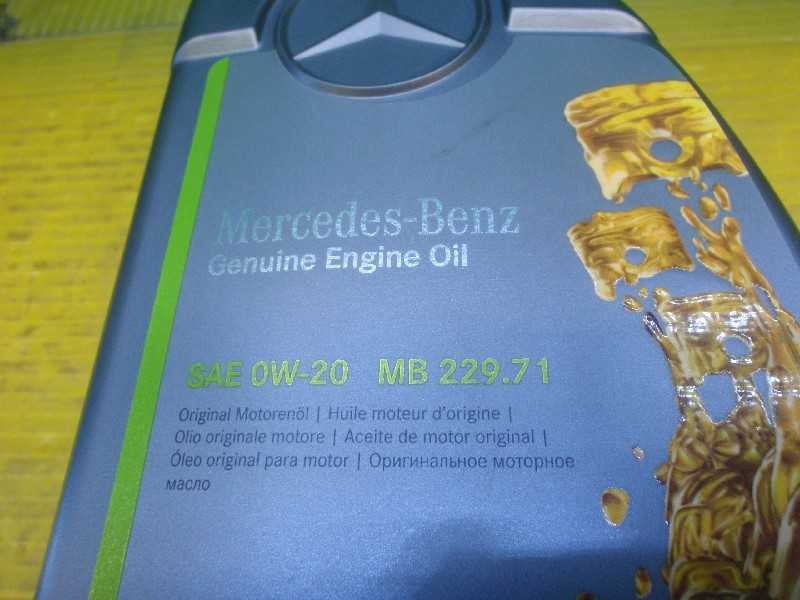 Mercedes-Benz
Genuine Engine Oil
SAE 0W-20 MB 229.71
Original Motorenöl | Huile moteur d'origine |
Olio originale motore | Aceite de motor original |
Óleo original para motor | Оригинальное моторное
масло